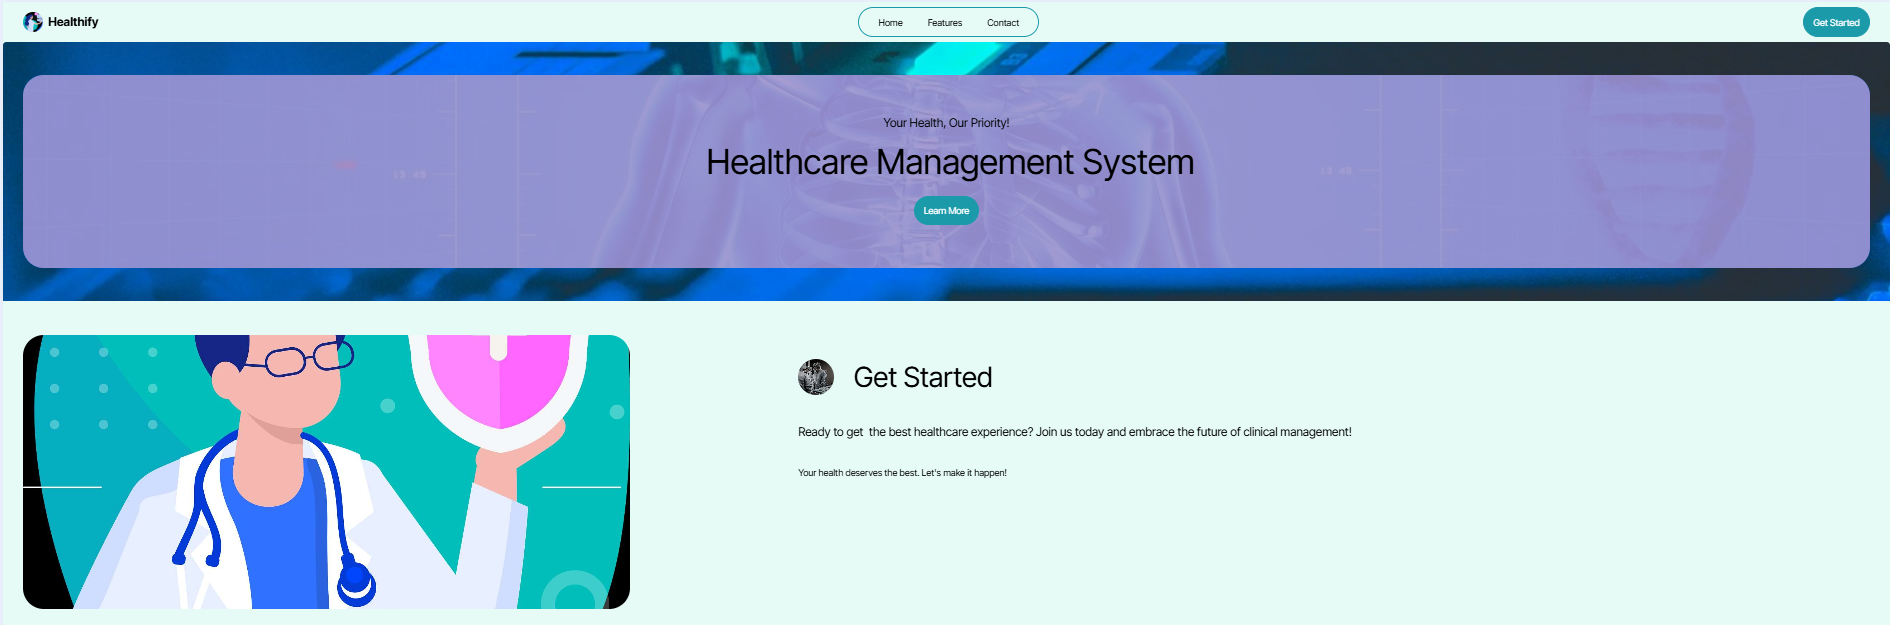 Healthify
Home Features Contact
Get Started
Your Health, Our Priority!
Healthcare Management System
Learn More
Get Started
Ready to get  the best healthcare experience? Join us today and embrace the future of clinical management!
Your health deserves the best. Let's make it happen!